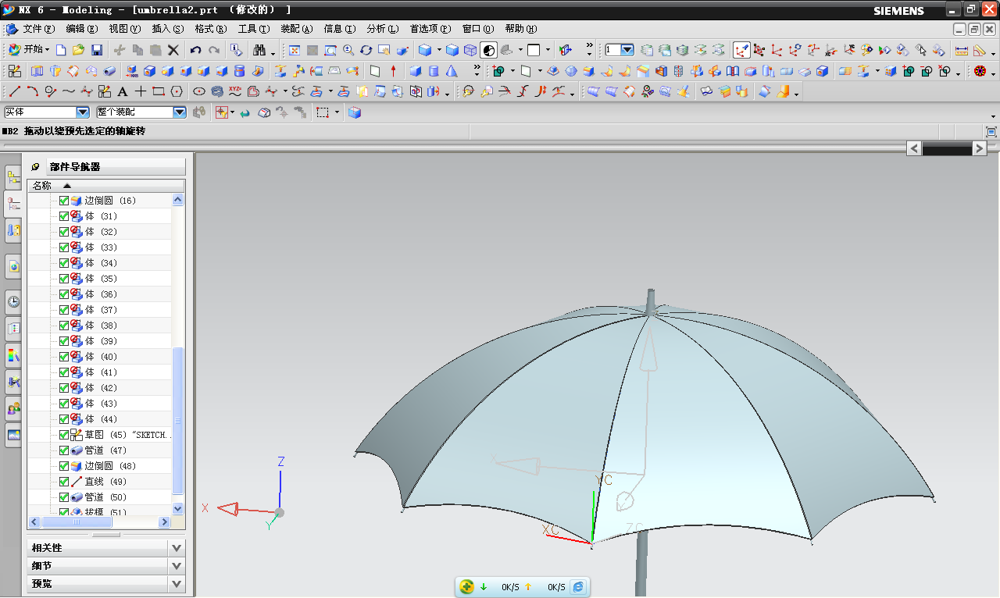 NX 6 - Modeling - [umbrella2.prt （修改的） ]
SIEMENS
文件(F) 编辑(E) 视图(V) 插入(S) 格式(R) 工具(T) 装配(A) 信息(I) 分析(L) 首选项(P) 窗口(O) 帮助(H)
开始
1
实体 整个装配
MB2 拖动以绕预先选定的轴旋转
部件导航器
名称
边倒圆 (16)
体 (31)
体 (32)
体 (33)
体 (34)
体 (35)
体 (36)
体 (37)
体 (38)
体 (39)
体 (40)
体 (41)
体 (42)
体 (43)
体 (44)
草图 (45) "SKETCH..
管道 (47)
边倒圆 (48)
直线 (49)
管道 (50)
拔模 (51)
相关性
细节
预览
Z
X
Y
YC
XC
ZC
0K/S 0K/S